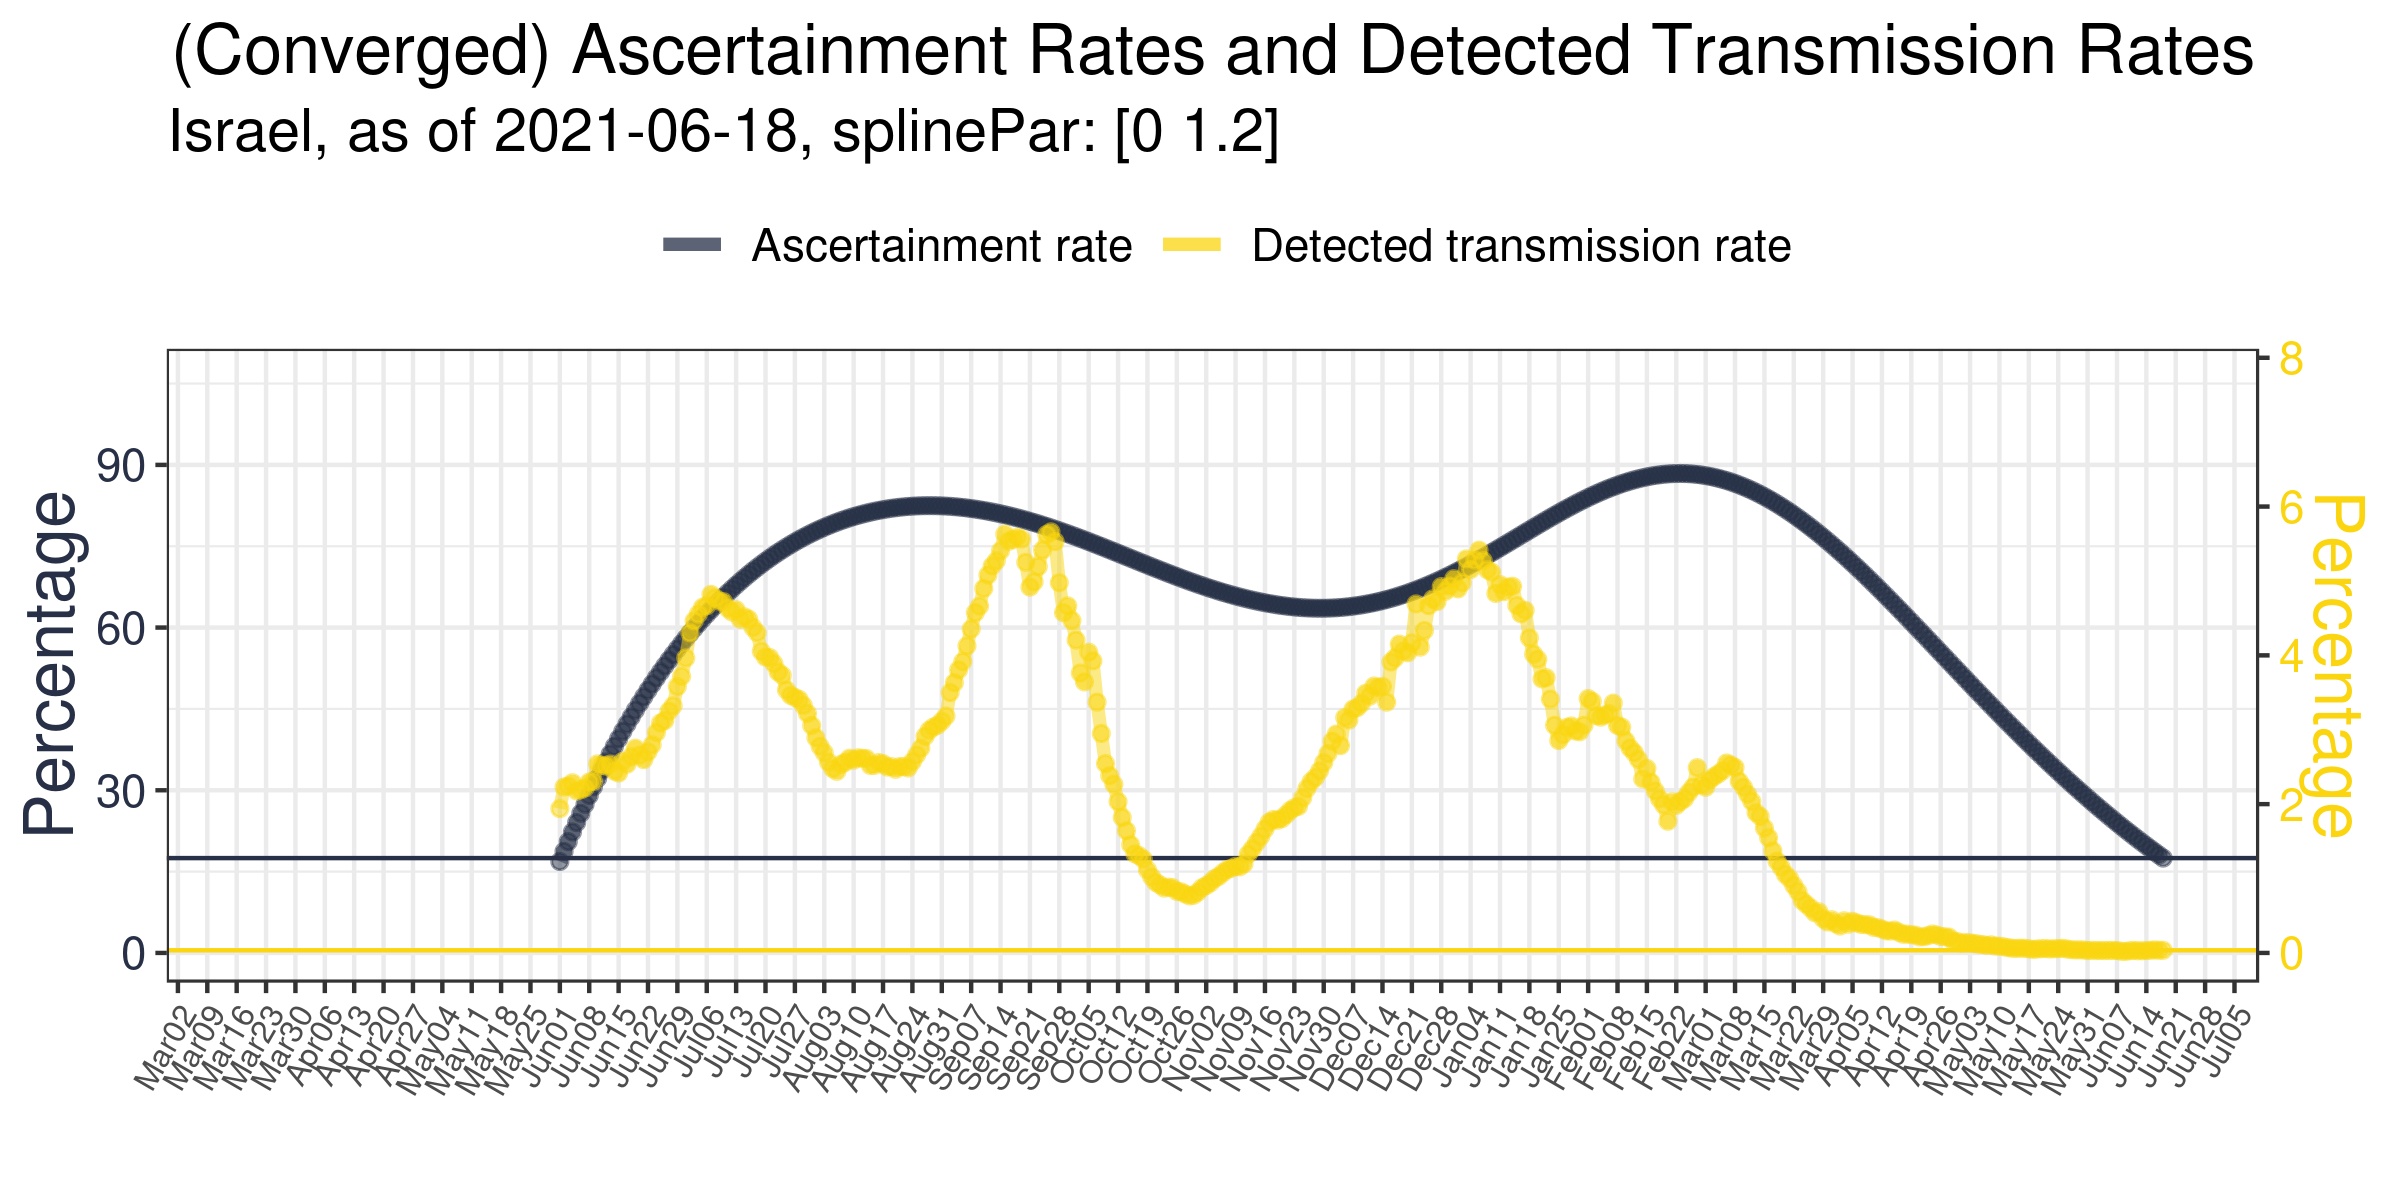 (Converged) Ascertainment Rates and Detected Transmission Rates
Israel, as of 2021-06-18, splinePar: [0 1.2]
Ascertainment rate
Detected transmission rate
Percentage
90
60
30
0
8
6
4
2
0
Percentage
Mar02
Mar09
Mar16
Mar23
Mar30
Apr06
Apr13
Apr20
Apr27
May04
May11
May18
May25
Jun01
Jun08
Jun15
Jun22
Jun29
Jul06
Jul13
Jul20
Jul27
Aug03
Aug10
Aug17
Aug24
Aug31
Sep07
Sep14
Sep21
Sep28
Oct05
Oct12
Oct19
Oct26
Nov02
Nov09
Nov16
Nov23
Nov30
Dec07
Dec14
Dec21
Dec28
Jan04
Jan11
Jan18
Jan25
Feb01
Feb08
Feb15
Feb22
Mar01
Mar08
Mar15
Mar22
Mar29
Apr05
Apr12
Apr19
Apr26
May03
May10
May17
May24
May31
Jun07
Jun14
Jun21
Jun28
Jul05